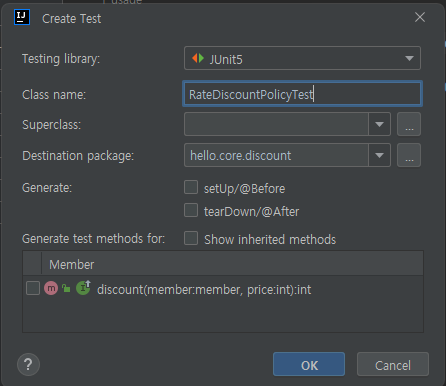 usage
Create Test
Testing library: JUnit5
Class name: RateDiscountPolicyTest
Superclass:
...
Destination package: hello.core.discount
...
Generate: setUp/@Before
tearDown/@After
Generate test methods for: Show inherited methods
Member
m I discount(member:member, price:int):int
? OK Cancel